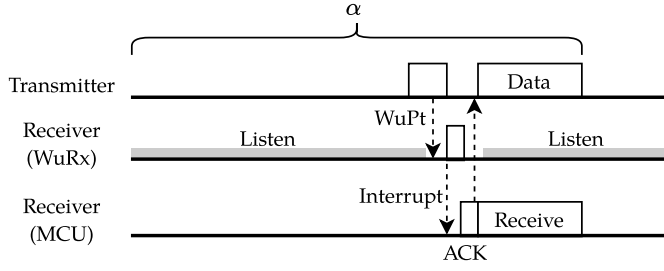 α
Transmitter
Data
WuPt
Receiver
(WuRx)
Listen
Listen
Interrupt
Receiver
(MCU)
Receive
ACK